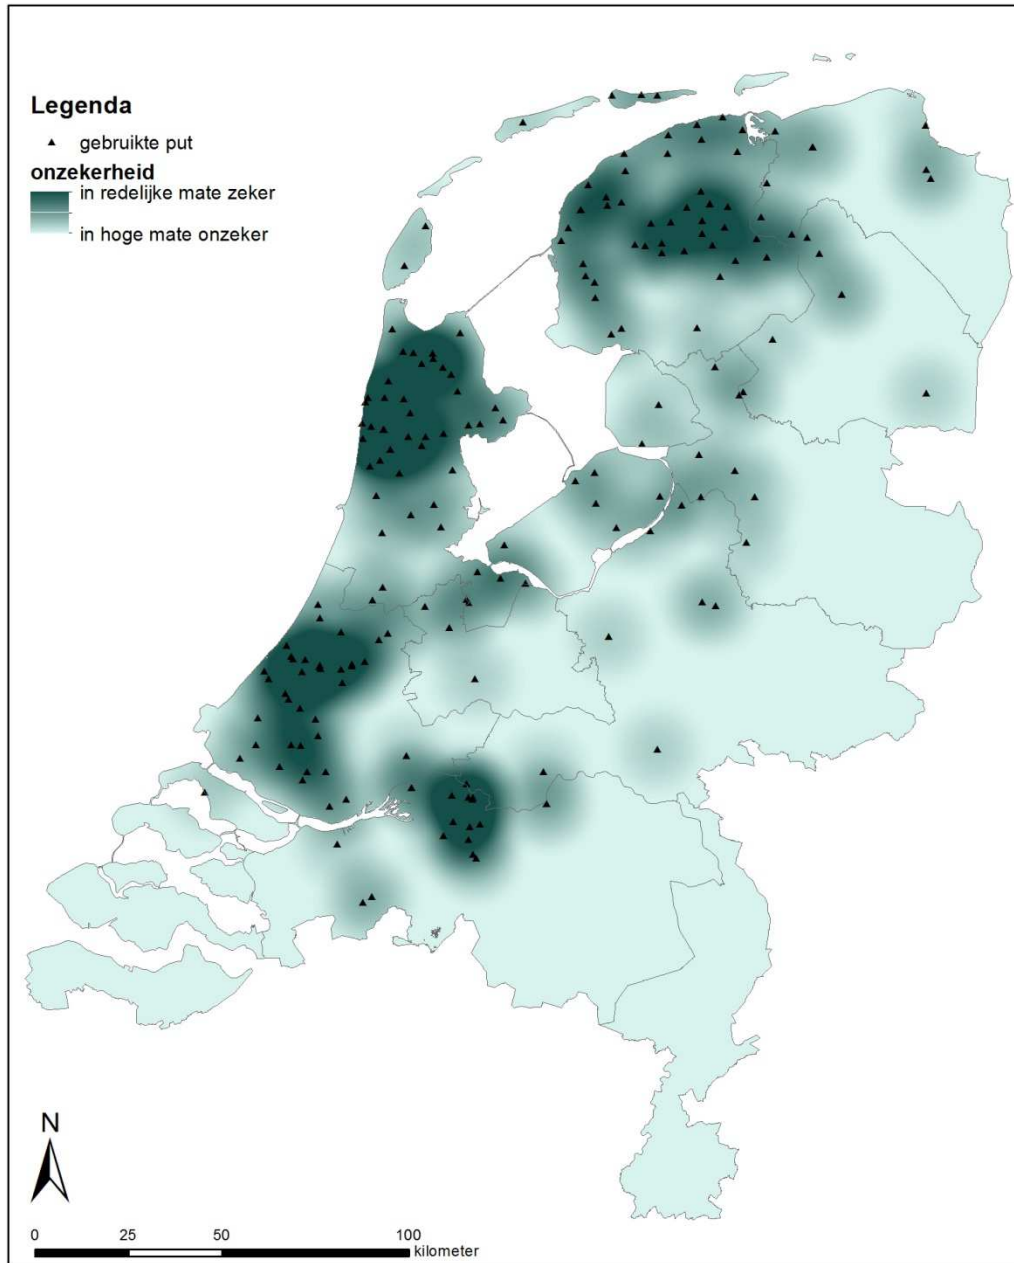 Legenda
gebruikte put
onzekerheid
in redelijke mate zeker
in hoge mate onzeker
N
0 25 50 100
kilometer